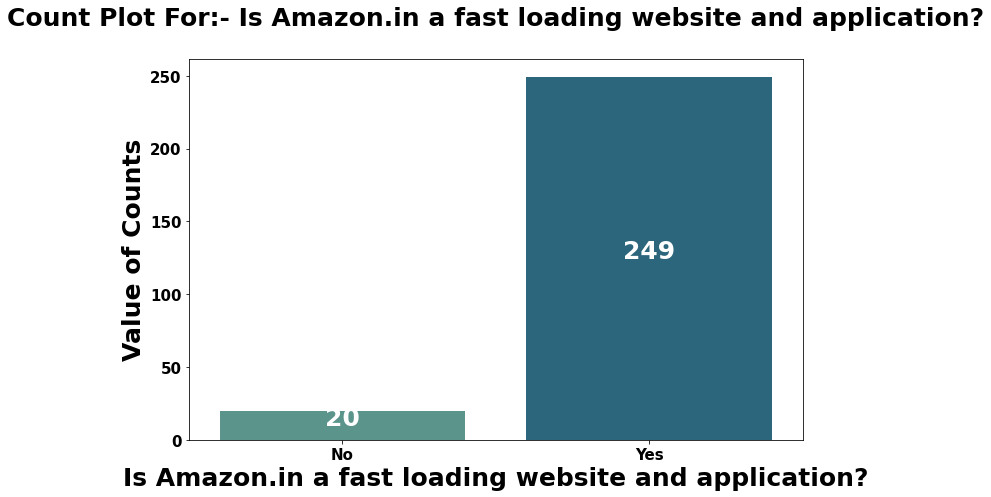 Count Plot For:- Is Amazon.in a fast loading website and application?
Value of Counts
250
200
150
100
50
0
249
20
No
Yes
Is Amazon.in a fast loading website and application?